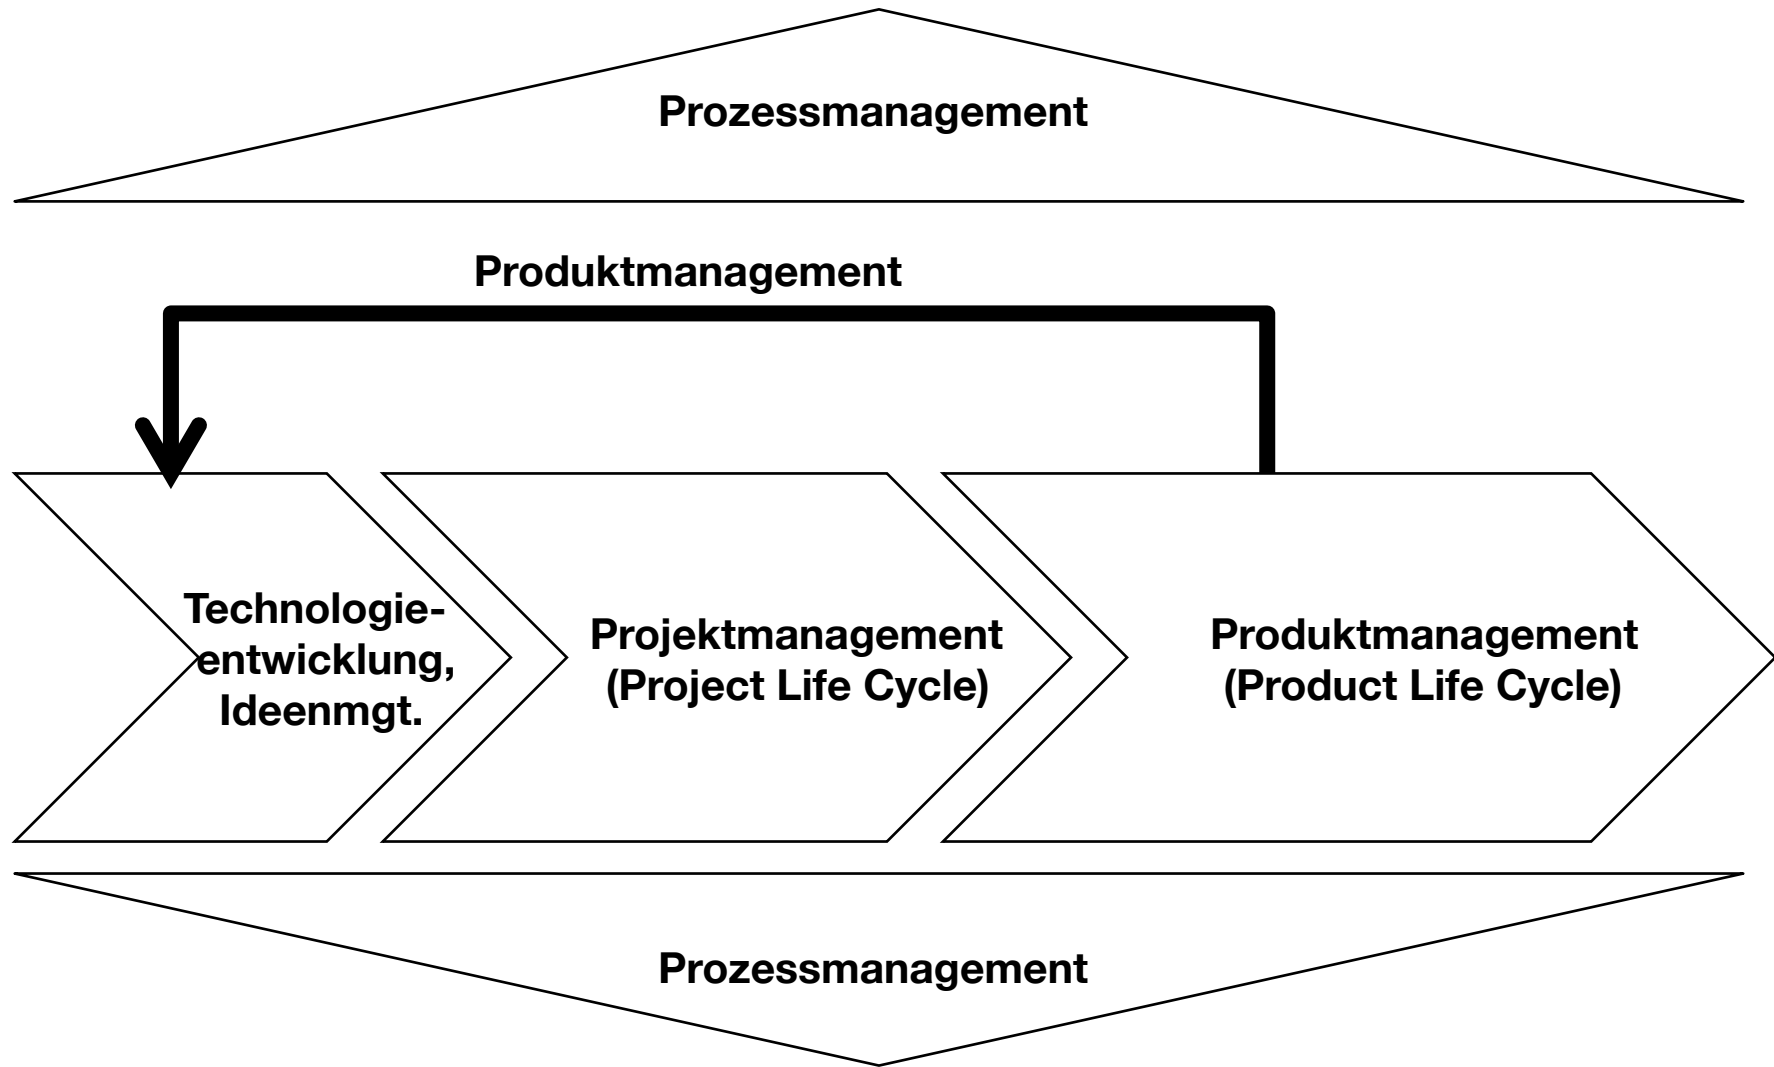 Prozessmanagement
Produktmanagement
Technologie-
entwicklung,
Ideenmgt.
Projektmanagement
(Project Life Cycle)
Produktmanagement
(Product Life Cycle)
Prozessmanagement